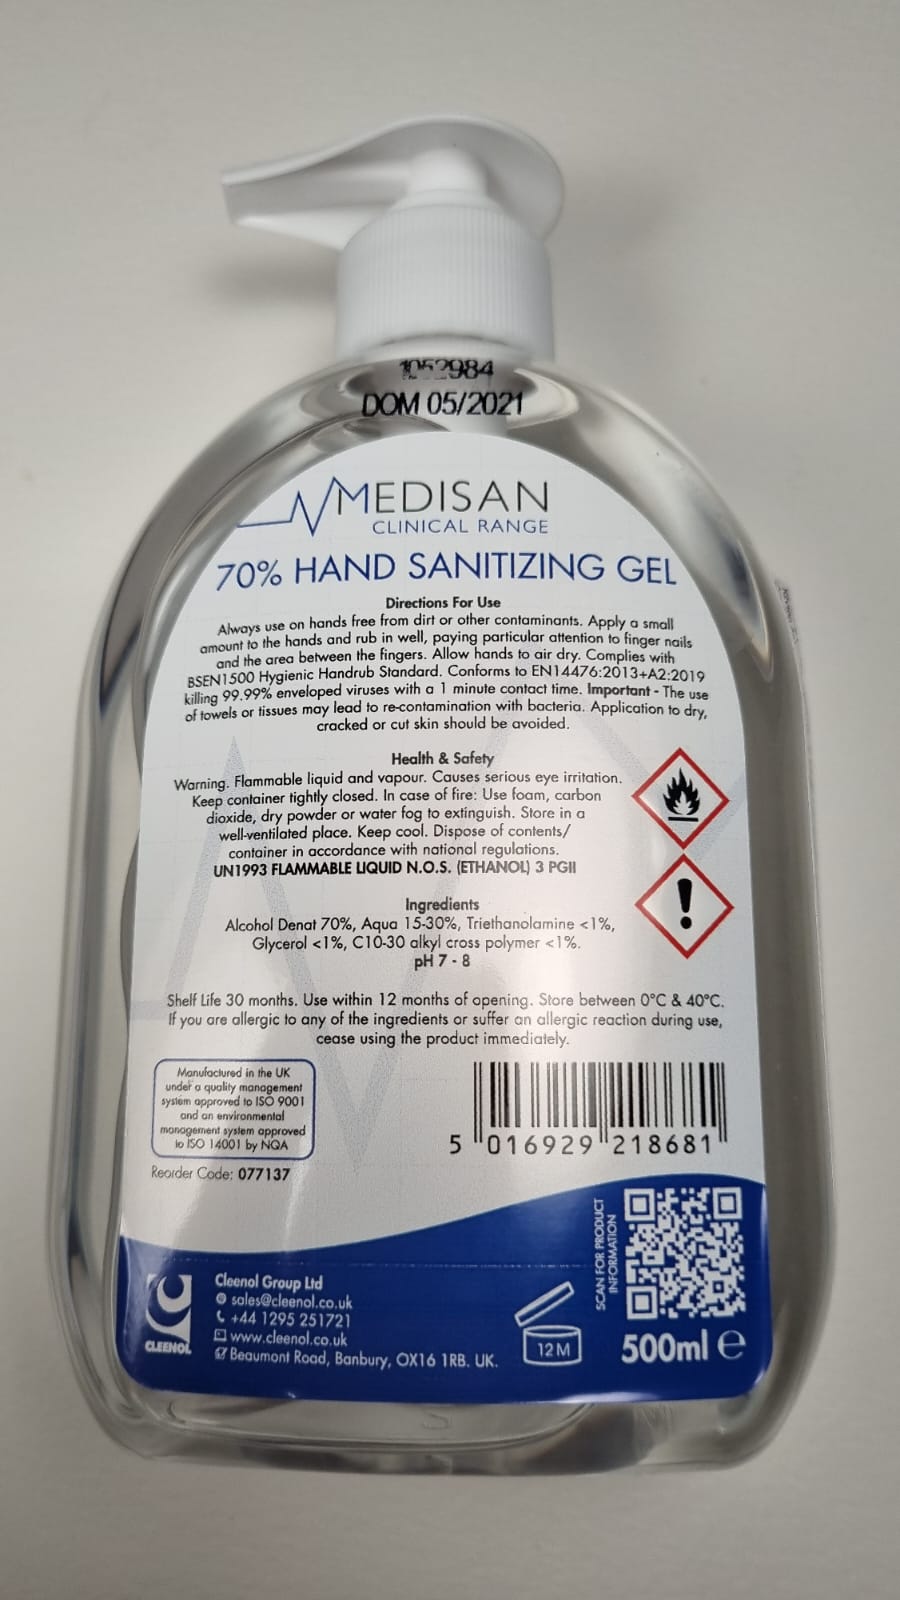 1052984
DOM 05/2021
MEDISAN
CLINICAL RANGE
70% HAND SANITIZING GEL
Directions For Use
Always use on hands free from dirt or other contaminants. Apply a small
amount to the hands and rub in well, paying particular attention to finger nails
and the area between the fingers. Allow hands to air dry. Complies with
BSEN1500 Hygienic Handrub Standard. Conforms to EN14476:2013+A2:2019
killing 99.99% enveloped viruses with a 1 minute contact time. Important - The use
of towels or tissues may lead to re-contamination with bacteria. Application to dry,
cracked or cut skin should be avoided.
Health & Safety
Warning. Flammable liquid and vapour. Causes serious eye irritation.
Keep container tightly closed. In case of fire: Use foam, carbon
dioxide, dry powder or water fog to extinguish. Store in a
well-ventilated place. Keep cool. Dispose of contents/
container in accordance with national regulations.
UN1993 FLAMMABLE LIQUID N.O.S. (ETHANOL) 3 PGII
Ingredients
Alcohol Denat 70%, Aqua 15-30%, Triethanolamine <1%,
Glycerol <1%, C10-30 alkyl cross polymer <1%.
pH 7 - 8
Shelf Life 30 months. Use within 12 months of opening. Store between 0°C & 40°C.
If you are allergic to any of the ingredients or suffer an allergic reaction during use,
cease using the product immediately.
Manufactured in the UK
under a quality management
system approved to ISO 9001
and an environmental
management system approved
to ISO 14001 by NQA
Reorder Code: 077137
5 016929 218681
SCAN FOR PRODUCT
INFORMATION
CLEENOL
Cleenol Group Ltd
sales@cleenol.co.uk
+44 1295 251721
www.cleenol.co.uk
Beaumont Road, Banbury, OX16 1RB. UK.
12M
500ml ℮